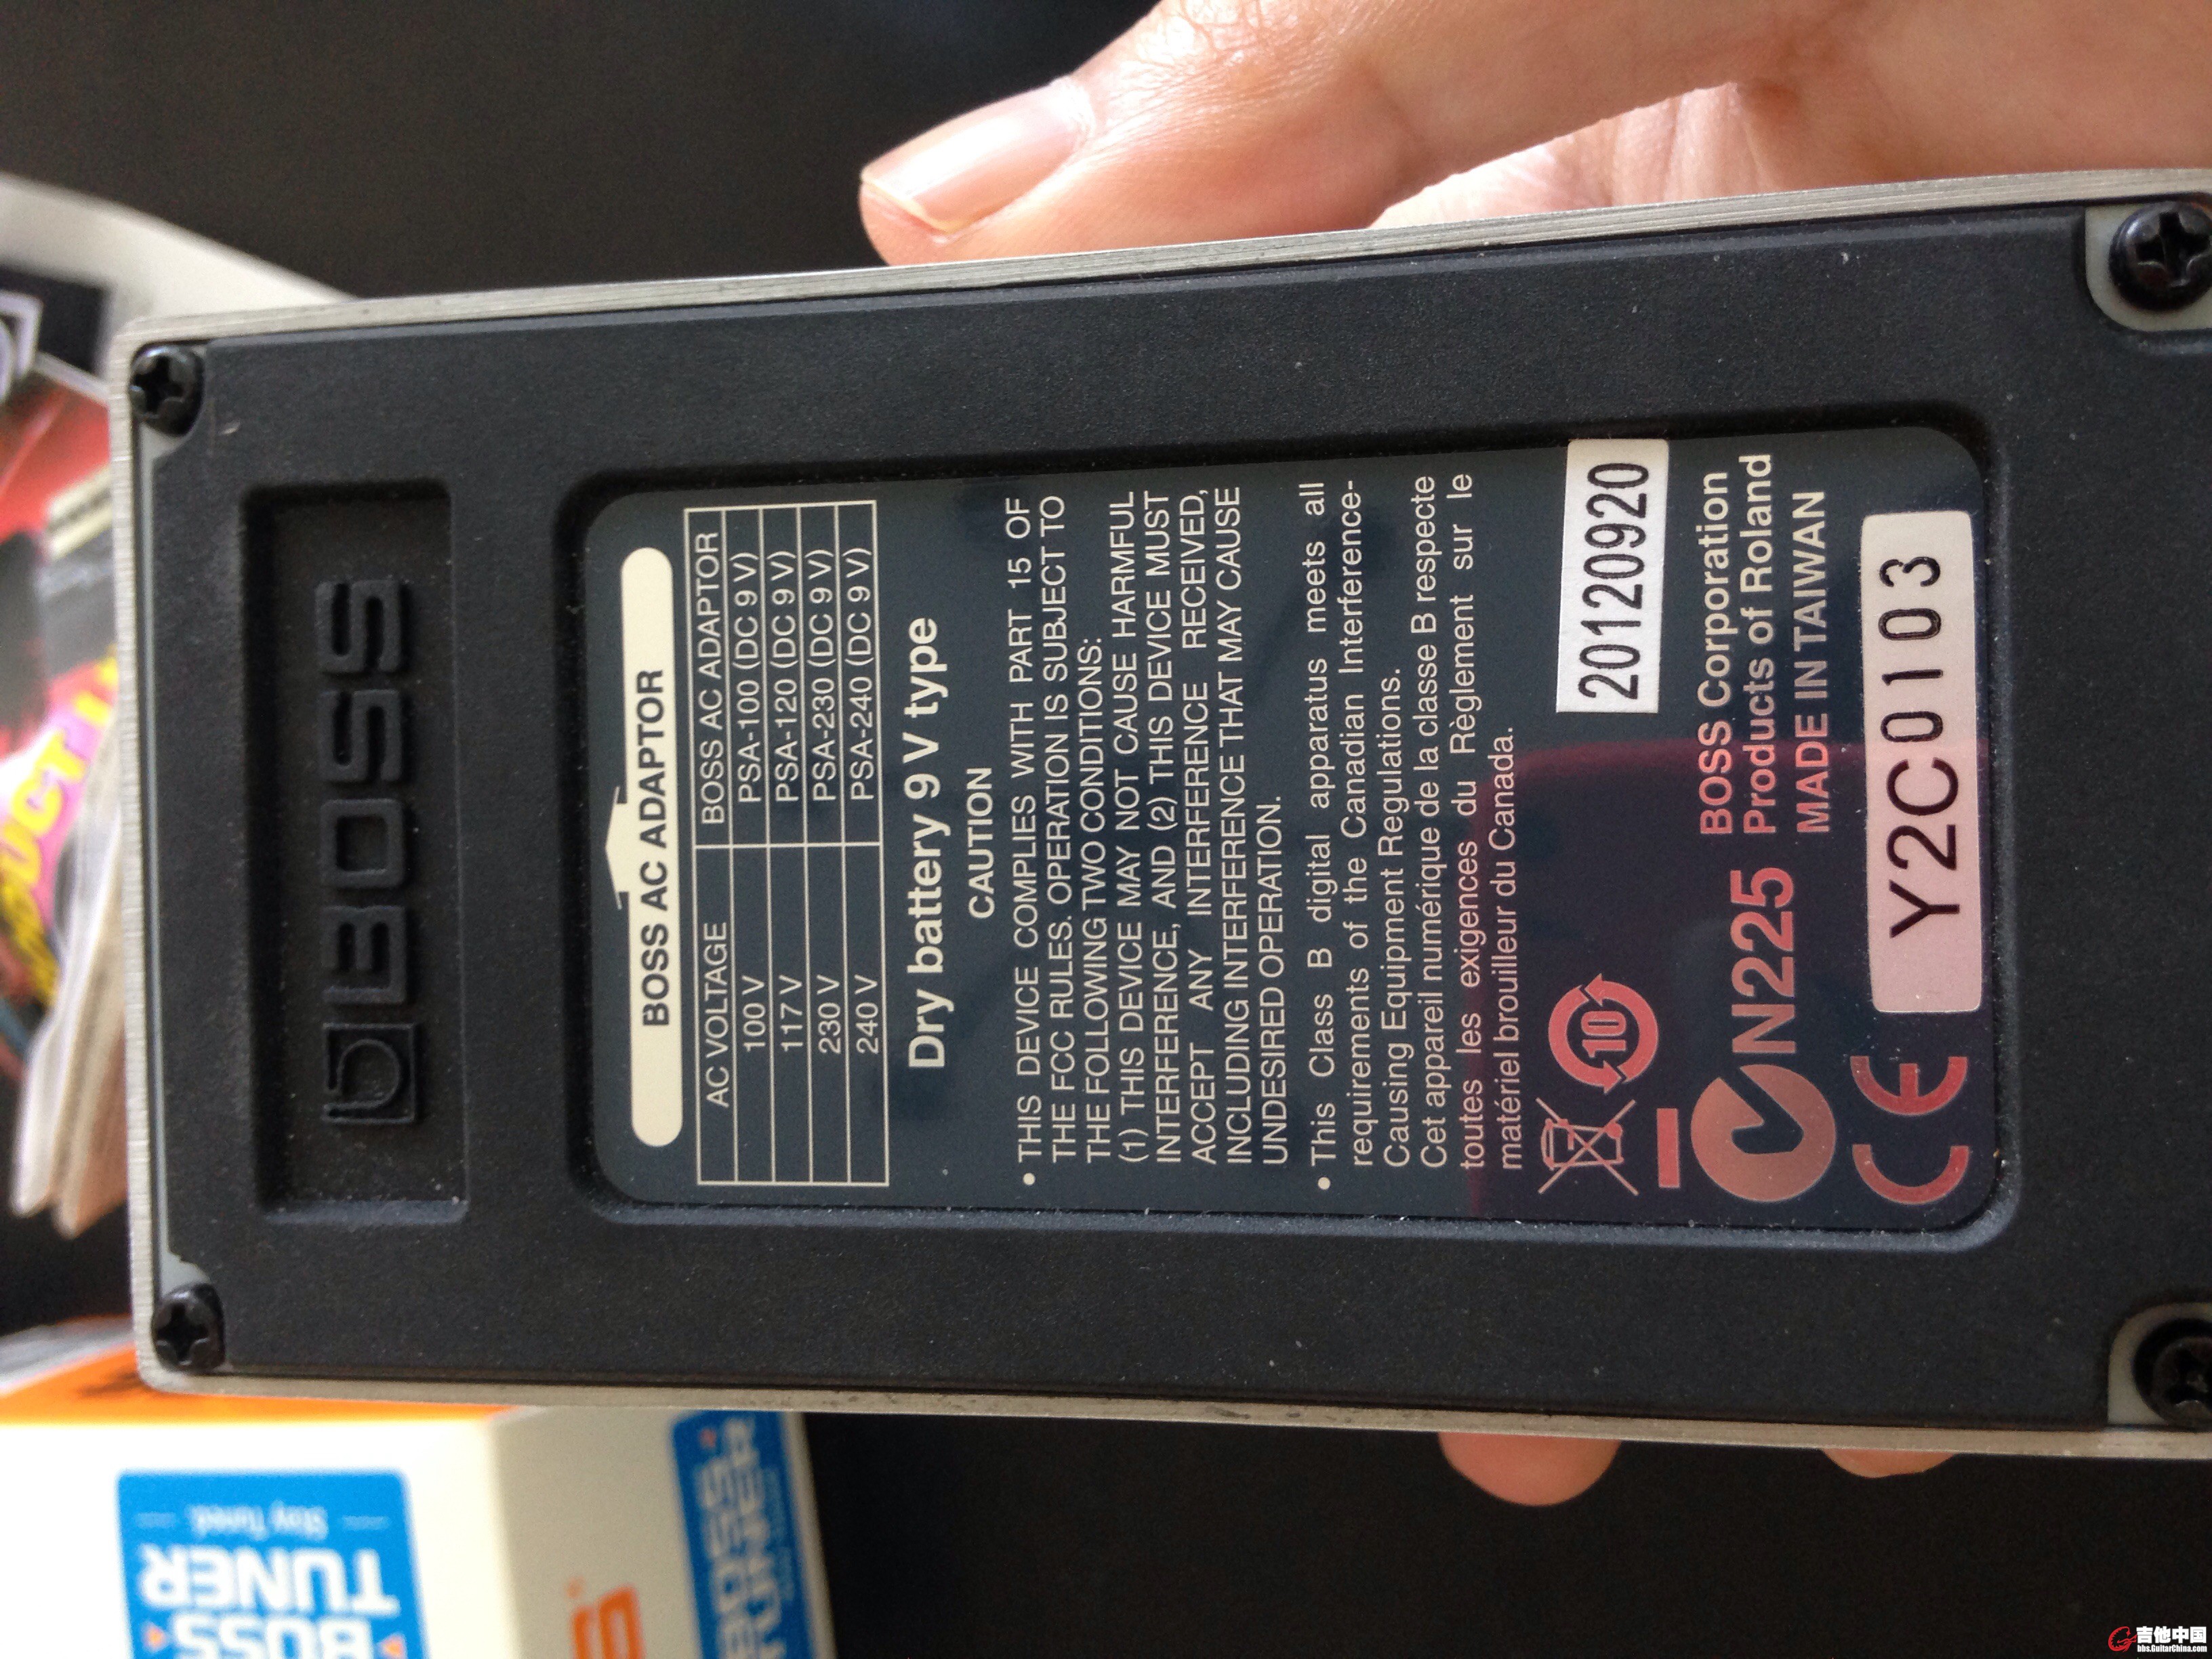 BOSS
BOSS AC ADAPTOR
AC VOLTAGE BOSS AC ADAPTOR
100 V PSA-100 (DC 9 V)
117 V PSA-120 (DC 9 V)
230 V PSA-230 (DC 9 V)
240 V PSA-240 (DC 9 V)
Dry battery 9 V type
CAUTION
• THIS DEVICE COMPLIES WITH PART 15 OF
THE FCC RULES. OPERATION IS SUBJECT TO
THE FOLLOWING TWO CONDITIONS:
(1) THIS DEVICE MAY NOT CAUSE HARMFUL
INTERFERENCE, AND (2) THIS DEVICE MUST
ACCEPT ANY INTERFERENCE RECEIVED,
INCLUDING INTERFERENCE THAT MAY CAUSE
UNDESIRED OPERATION.
• This Class B digital apparatus meets all
requirements of the Canadian Interference-
Causing Equipment Regulations.
Cet appareil numérique de la classe B respecte
toutes les exigences du Règlement sur le
matériel brouilleur du Canada.
10
20120920
N225
BOSS Corporation
Products of Roland
MADE IN TAIWAN
CE
Y2C0103
BOSS
TUNER
Stay Tuned.
BOSS
TUNER
吉他中国
bbs.GuitarChina.com